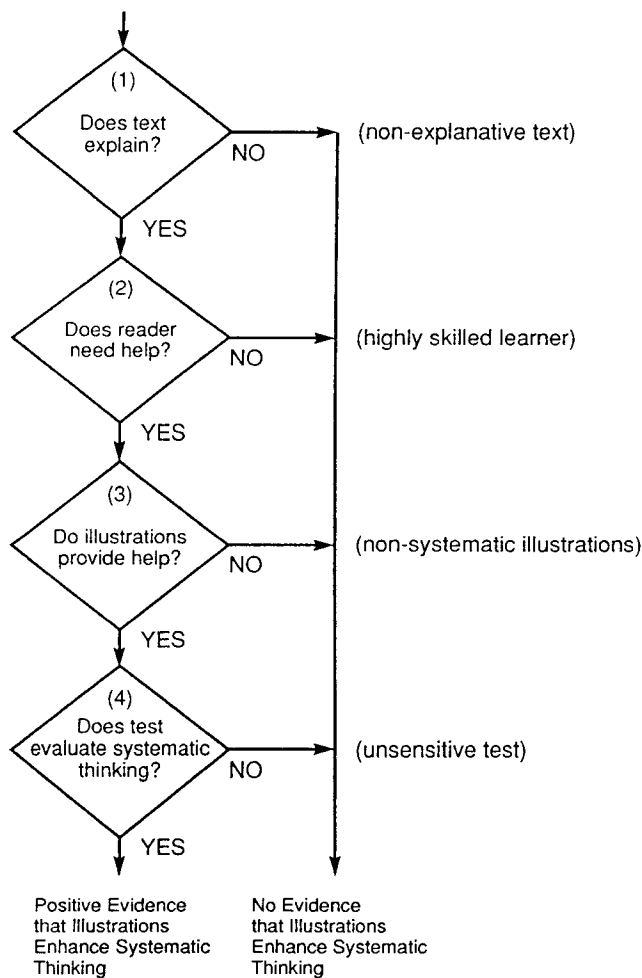 (1)
Does text
explain?
NO
(non-explanative text)
YES
(2)
Does reader
need help?
NO
(highly skilled learner)
YES
(3)
Do illustrations
provide help?
NO
(non-systematic illustrations)
YES
(4)
Does test
evaluate systematic
thinking?
NO
(unsensitive test)
YES
Positive Evidence
that Illustrations
Enhance Systematic
Thinking
No Evidence
that Illustrations
Enhance Systematic
Thinking